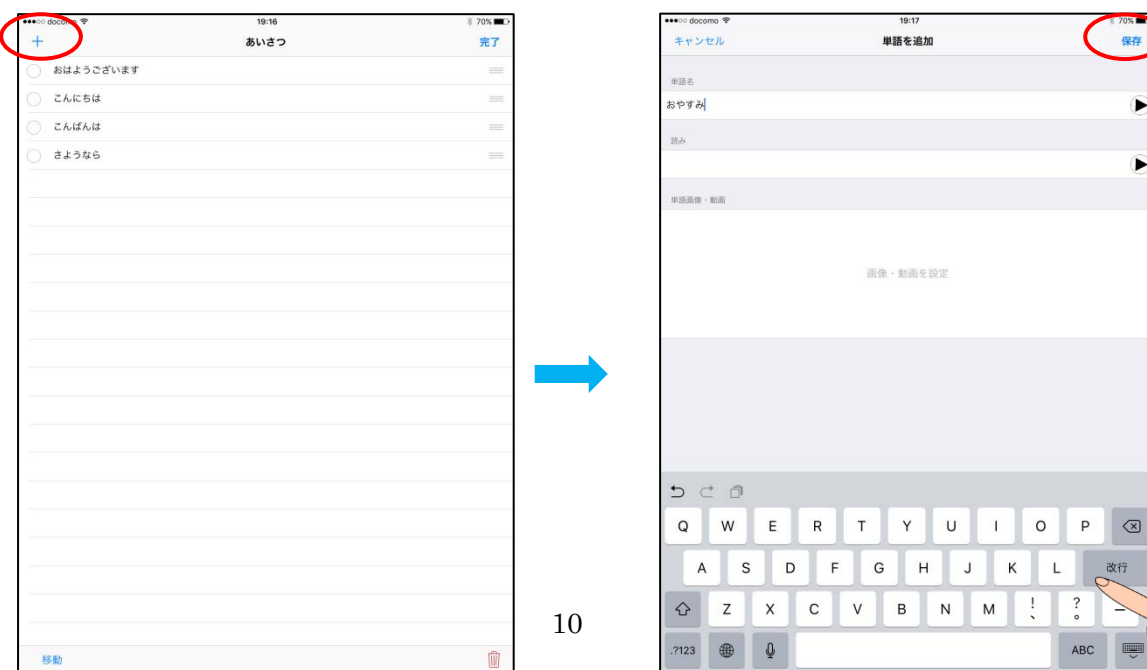 docomo 19:16 70%
+ あいさつ 完了
おはようございます
こんにちは
こんばんは
さようなら
移動
docomo 19:17 70%
キャンセル 単語を追加 保存
単語名
おやすみ
読み
単語画像・動画
画像・動画を設定
Q W E R T Y U I O P
A S D F G H J K L 改行
Z X C V B N M ! 、 ? 。
.?123 ABC
10